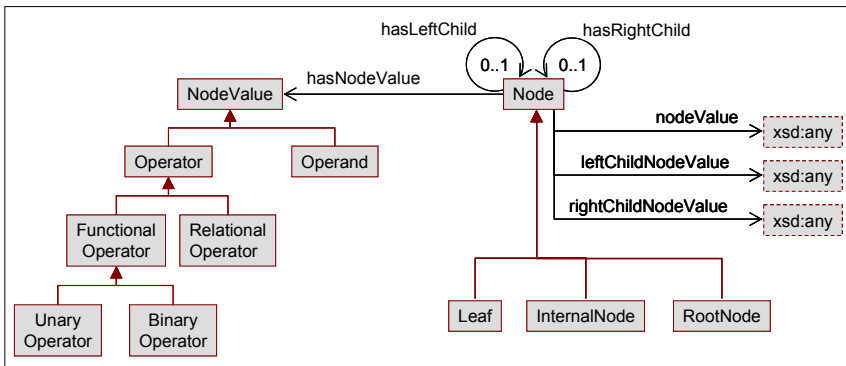 hasLeftChild
hasRightChild
0..1
0..1
hasNodeValue
NodeValue
Node
nodeValue
xsd:any
Operator
Operand
leftChildNodeValue
xsd:any
rightChildNodeValue
xsd:any
Functional
Operator
Relational
Operator
Unary
Operator
Binary
Operator
Leaf
InternalNode
RootNode